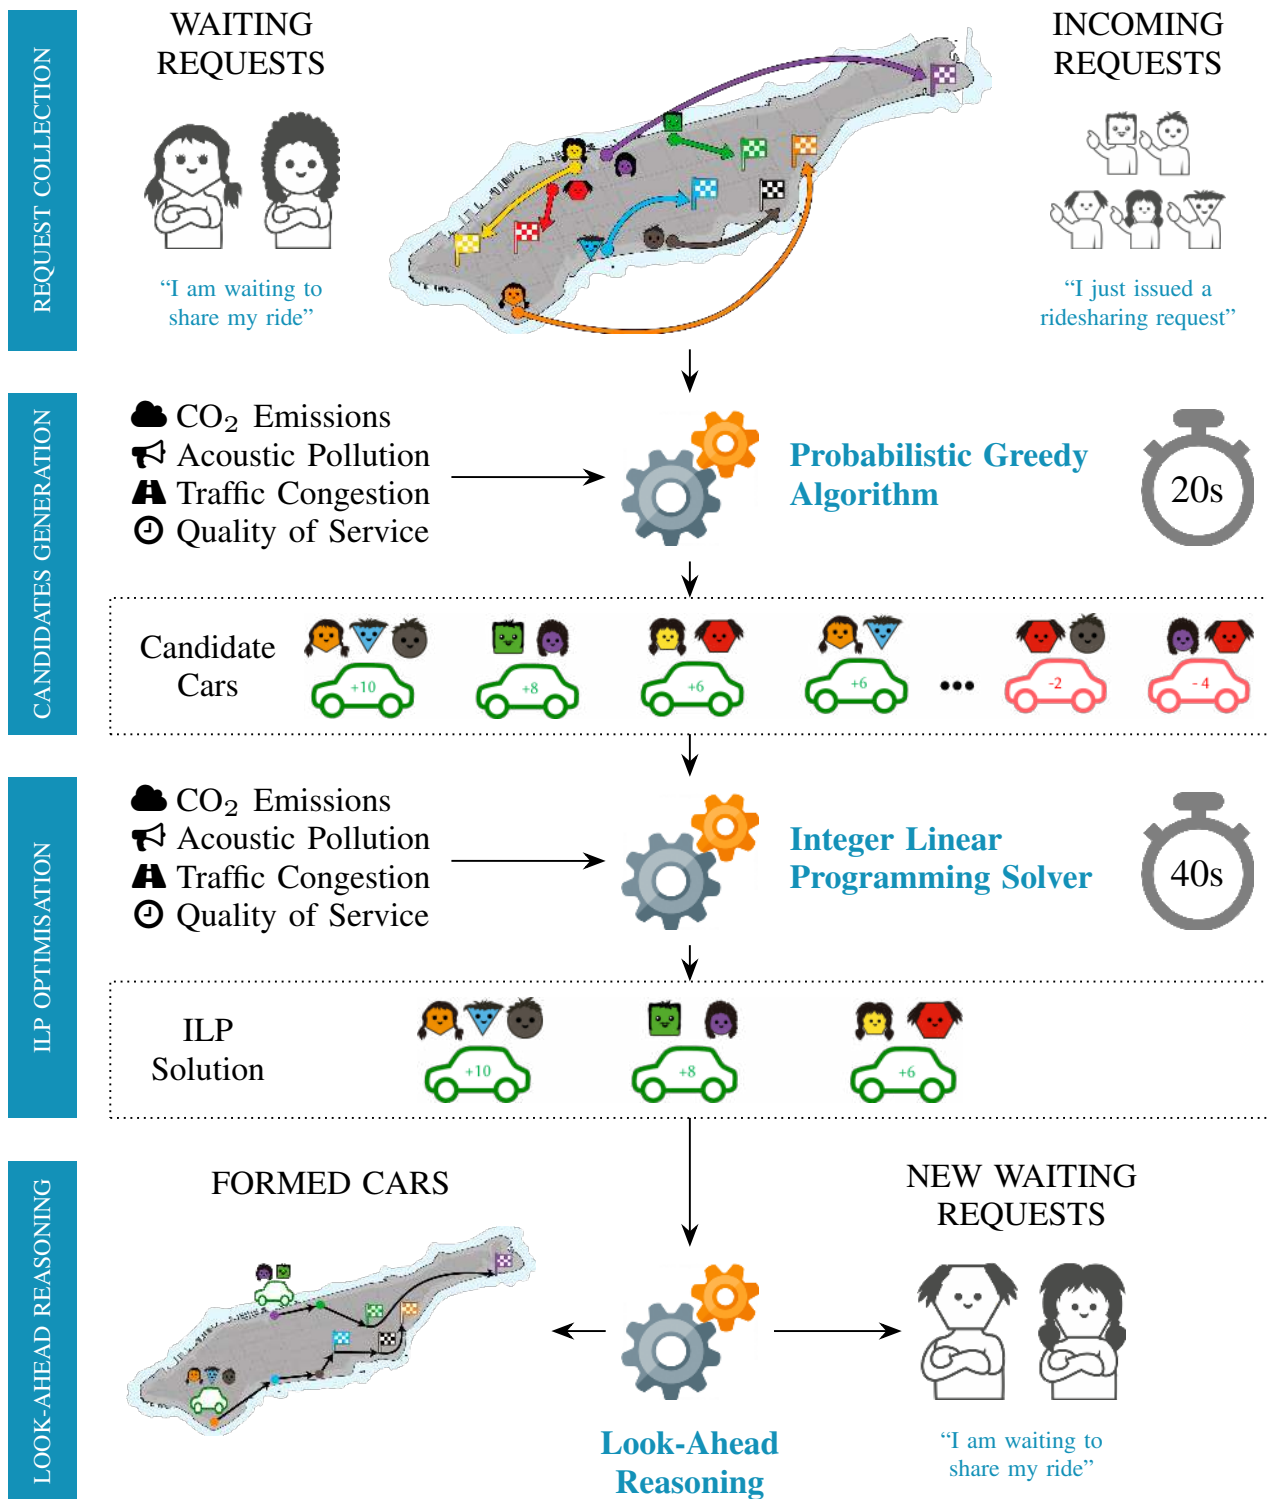 REQUEST COLLECTION
WAITING
REQUESTS
“I am waiting to
share my ride”
INCOMING
REQUESTS
“I just issued a
ridesharing request”
CANDIDATES GENERATION
CO₂ Emissions
Acoustic Pollution
Traffic Congestion
Quality of Service
Probabilistic Greedy
Algorithm
20s
Candidate
Cars
+10
+8
+6
+6
•••
-2
- 4
ILP OPTIMISATION
CO₂ Emissions
Acoustic Pollution
Traffic Congestion
Quality of Service
Integer Linear
Programming Solver
40s
ILP
Solution
+10
+8
+6
LOOK-AHEAD REASONING
FORMED CARS
Look-Ahead
Reasoning
NEW WAITING
REQUESTS
“I am waiting to
share my ride”